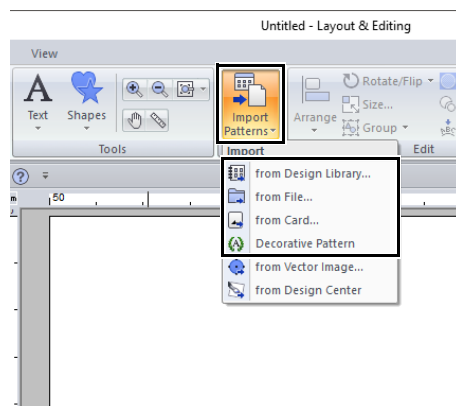 Untitled - Layout & Editing
View
Text
Shapes
Import
Patterns
Arrange
Rotate/Flip
Size...
Group
Tools
Import
Edit
50
from Design Library...
from File...
from Card...
Decorative Pattern
from Vector Image...
from Design Center